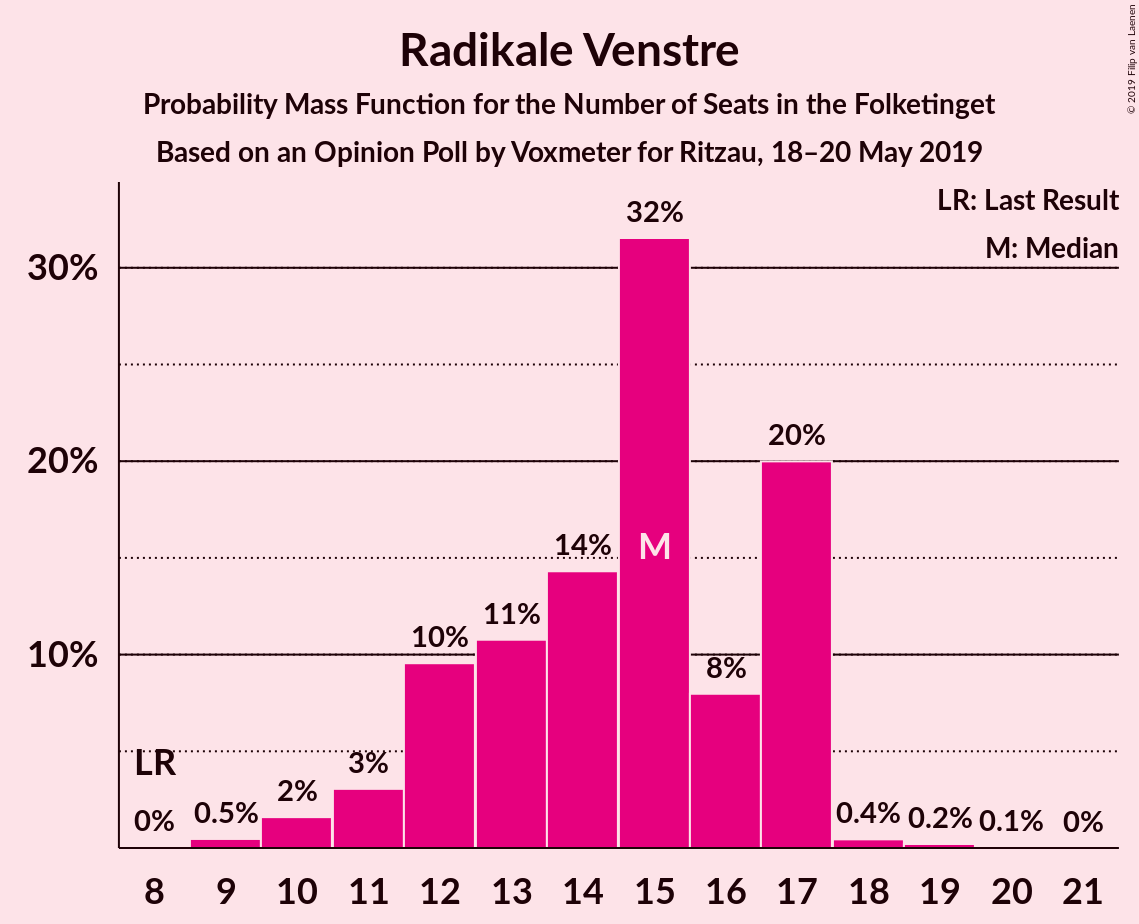 Radikale Venstre
Probability Mass Function for the Number of Seats in the Folketinget
Based on an Opinion Poll by Voxmeter for Ritzau, 18–20 May 2019
© 2019 Filip van Laenen
LR: Last Result
M: Median
30%
20%
10%
LR
0%
0.5%
2%
3%
10%
11%
14%
32%
M
8%
20%
0.4%
0.2%
0.1%
0%
8 9 10 11 12 13 14 15 16 17 18 19 20 21